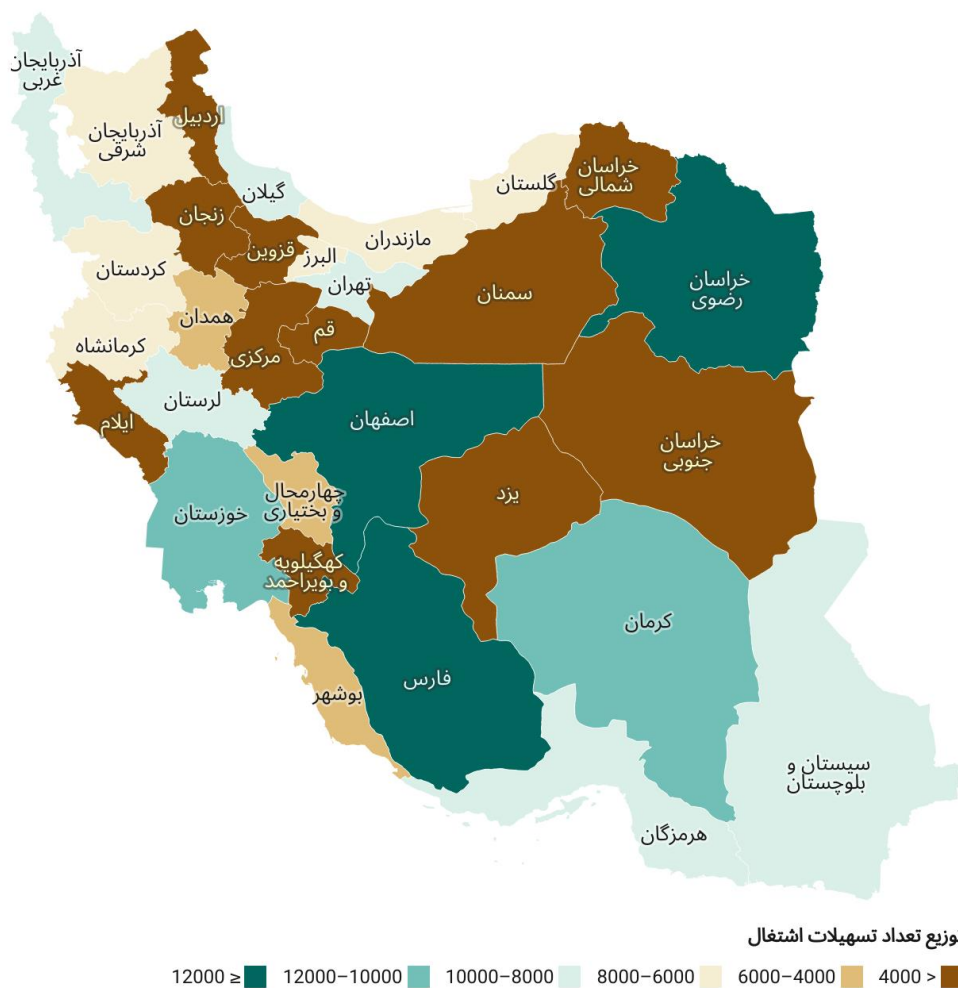 آذربایجان
غربی
آذربایجان
شرقی
اردبیل
گیلان
زنجان
قزوین
البرز
مازندران
گلستان
خراسان
شمالی
خراسان
رضوی
تهران
سمنان
کردستان
همدان
کرمانشاه
مرکزی
قم
ایلام
لرستان
اصفهان
خراسان
جنوبی
یزد
خوزستان
چهارمحال
و بختیاری
کهگیلویه
و بویراحمد
کرمان
فارس
بوشهر
سیستان و
بلوچستان
هرمزگان
توزیع تعداد تسهیلات اشتغال
4000 > 6000–4000 8000–6000 10000–8000 12000–10000 12000 ≤